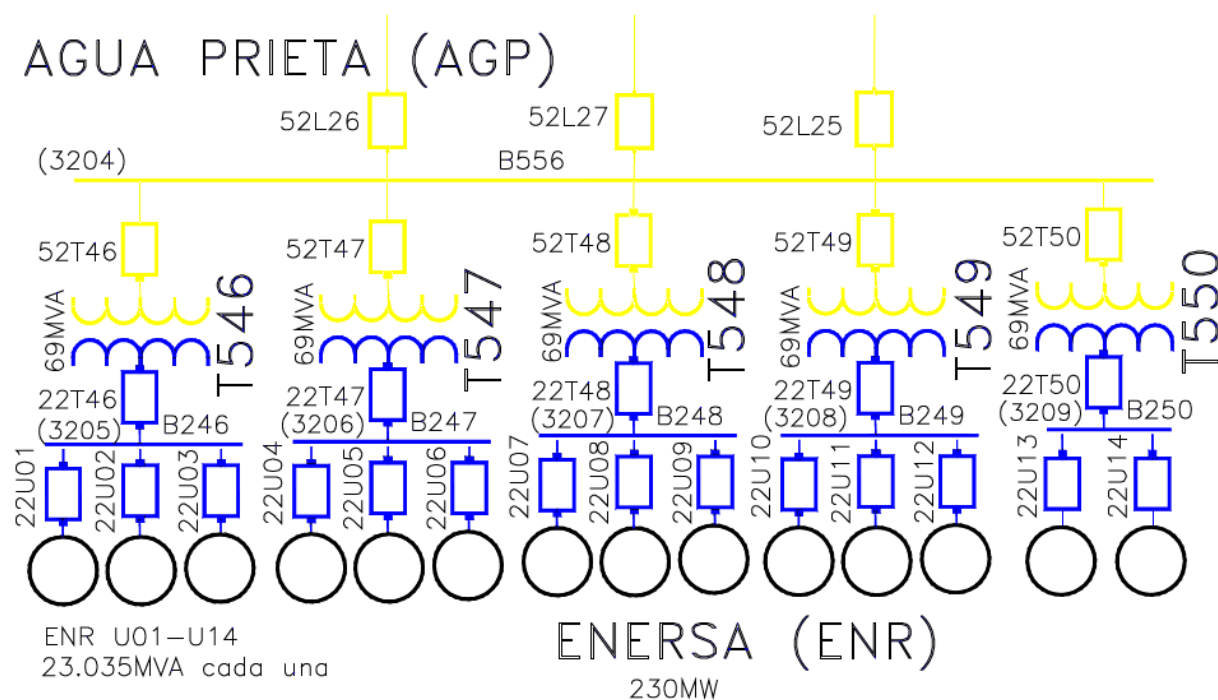 AGUA PRIETA (AGP)
52L26
52L27
52L25
(3204)
B556
52T46
52T47
52T48
52T49
52T50
69MVA
T546
69MVA
T547
69MVA
T548
69MVA
T549
69MVA
T550
22T46
(3205)
B246
22T47
(3206)
B247
22T48
(3207)
B248
22T49
(3208)
B249
22T50
(3209)
B250
22U01
22U02
22U03
22U04
22U05
22U06
22U07
22U08
22U09
22U10
22U11
22U12
22U13
22U14
ENR U01-U14
23.035MVA cada una
ENERSA (ENR)
230MW